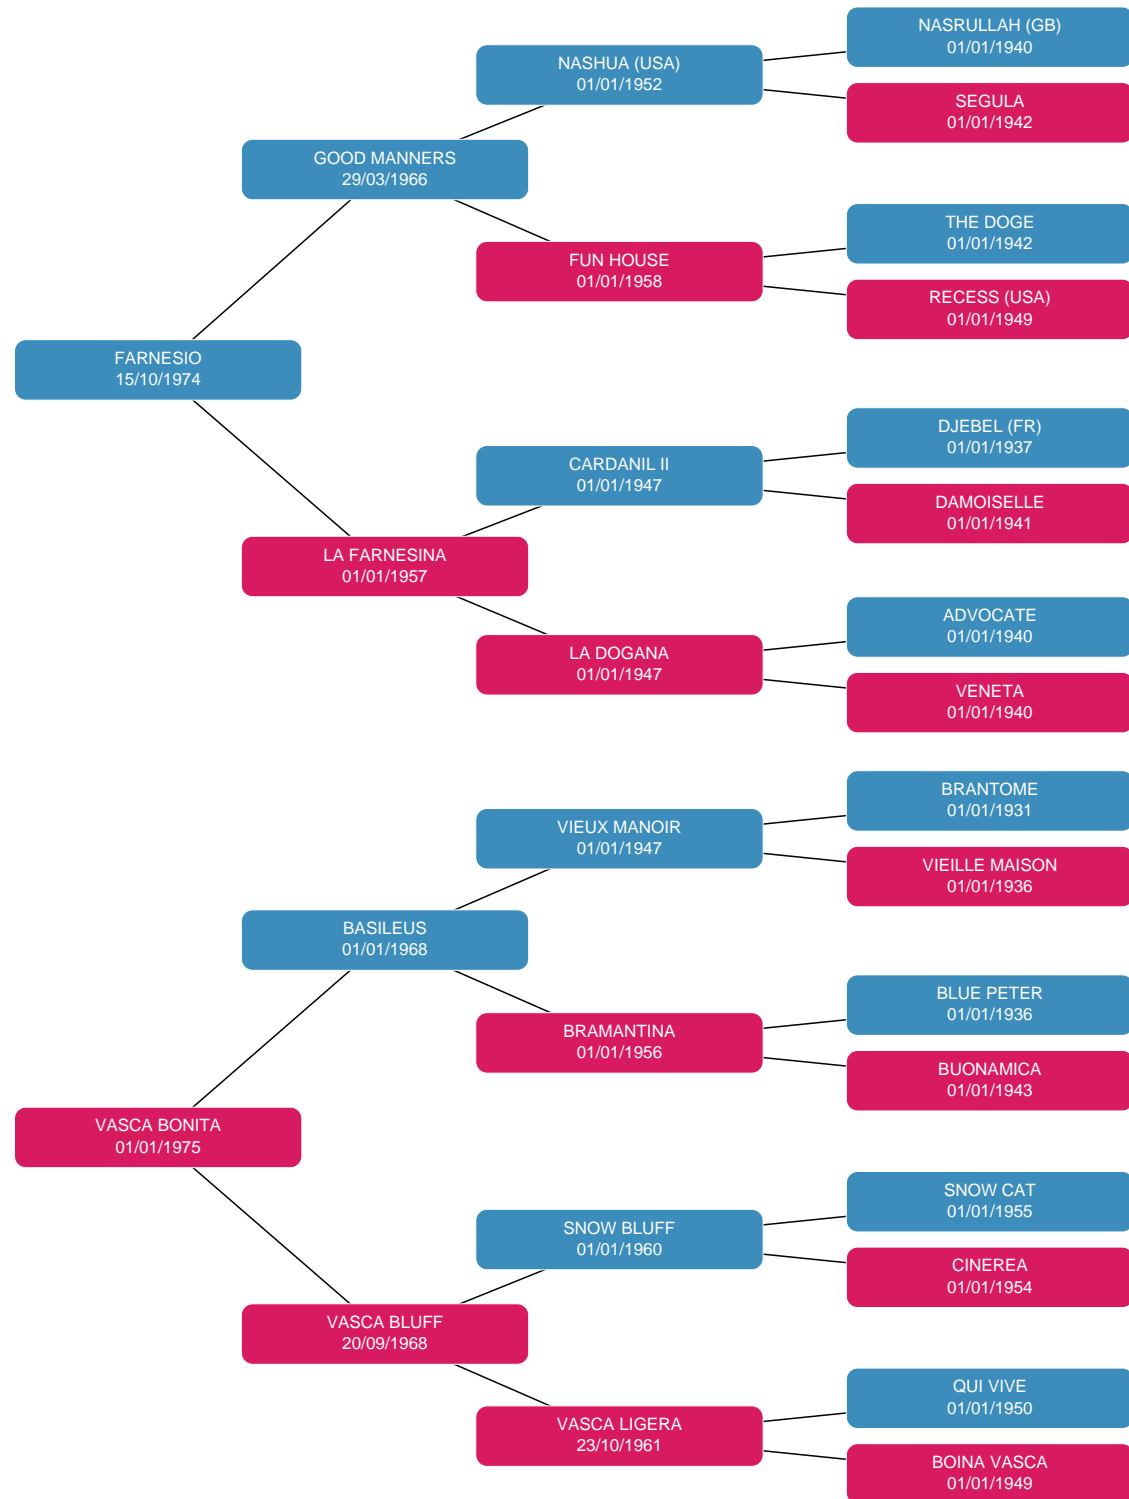 NASRULLAH (GB)
01/01/1940
NASHUA (USA)
01/01/1952
SEGULA
01/01/1942
GOOD MANNERS
29/03/1966
THE DOGE
01/01/1942
FUN HOUSE
01/01/1958
RECESS (USA)
01/01/1949
FARNESIO
15/10/1974
DJEBEL (FR)
01/01/1937
CARDANIL II
01/01/1947
DAMOISELLE
01/01/1941
LA FARNESINA
01/01/1957
ADVOCATE
01/01/1940
LA DOGANA
01/01/1947
VENETA
01/01/1940
BRANTOME
01/01/1931
VIEUX MANOIR
01/01/1947
VIEILLE MAISON
01/01/1936
BASILEUS
01/01/1968
BLUE PETER
01/01/1936
BRAMANTINA
01/01/1956
BUONAMICA
01/01/1943
VASCA BONITA
01/01/1975
SNOW CAT
01/01/1955
SNOW BLUFF
01/01/1960
CINEREA
01/01/1954
VASCA BLUFF
20/09/1968
QUI VIVE
01/01/1950
VASCA LIGERA
23/10/1961
BOINA VASCA
01/01/1949